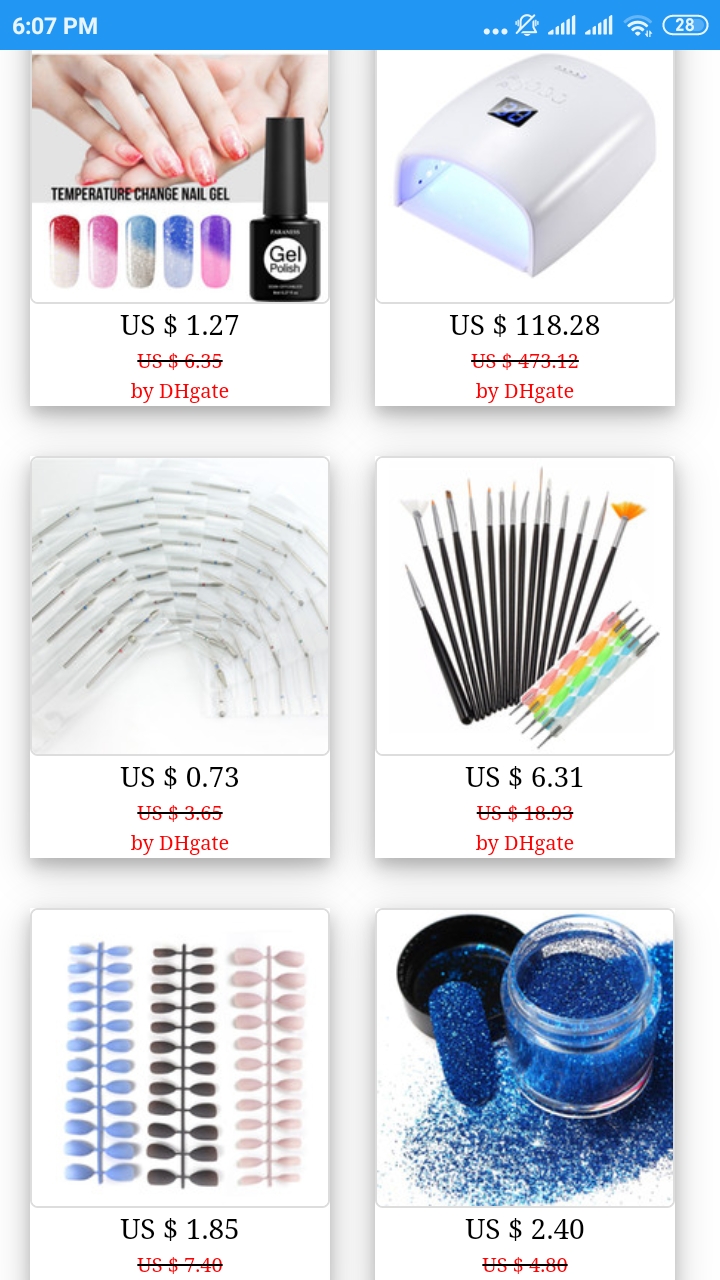 6:07 PM
28
TEMPERATURE CHANGE NAIL GEL
PARANESS
Gel
Polish
US $ 1.27
US $ 6.35
by DHgate
US $ 118.28
US $ 473.12
by DHgate
US $ 0.73
US $ 3.65
by DHgate
US $ 6.31
US $ 18.93
by DHgate
US $ 1.85
US $ 7.40
US $ 2.40
US $ 4.80